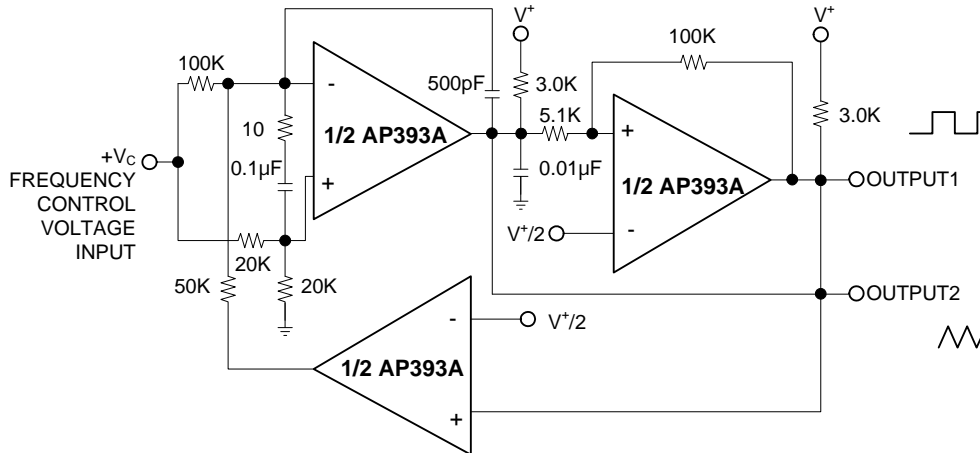 V+
V+
100K
100K
-
500pF
3.0K
5.1K
3.0K
10
1/2 AP393A
+
0.1µF
+
0.01µF
1/2 AP393A
+VC
FREQUENCY
CONTROL
VOLTAGE
INPUT
OUTPUT1
V+/2
-
20K
50K
20K
OUTPUT2
-
V+/2
1/2 AP393A
+